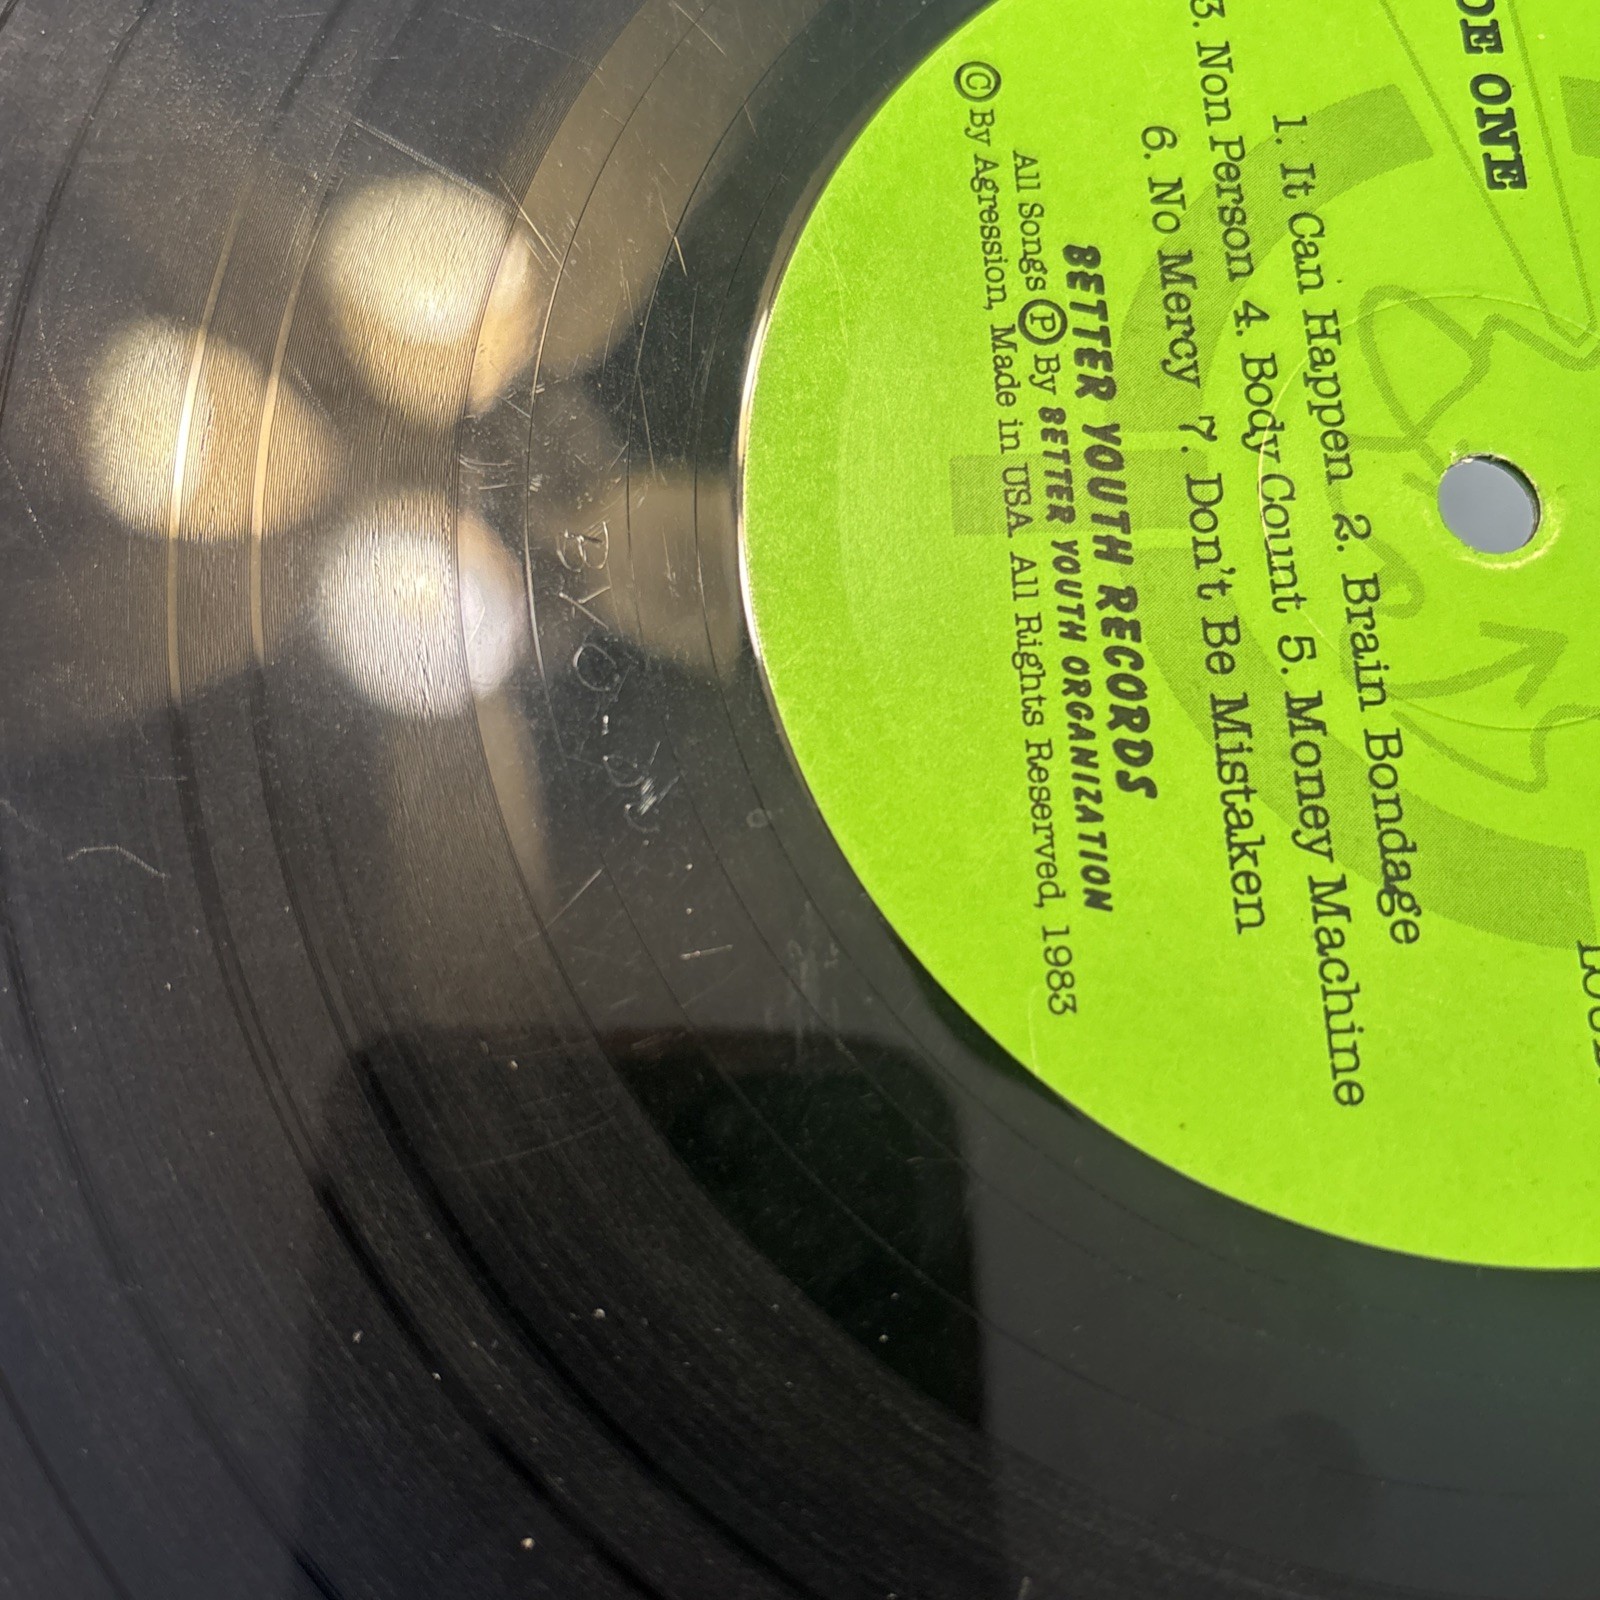 DE ONE
1. It Can Happen 2. Brain Bondage
3. Non Person 4. Body Count 5. Money Machine
6. No Mercy 7. Don't Be Mistaken
BETTER YOUTH RECORDS
All Songs Ⓟ By BETTER YOUTH ORGANIZATION
© By Agression, Made in USA All Rights Reserved, 1983